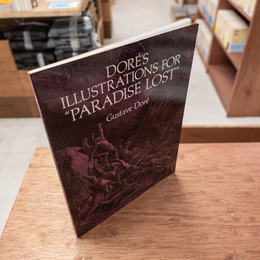 DORÉ'S
ILLUSTRATIONS FOR
"PARADISE LOST"
Gustave Doré